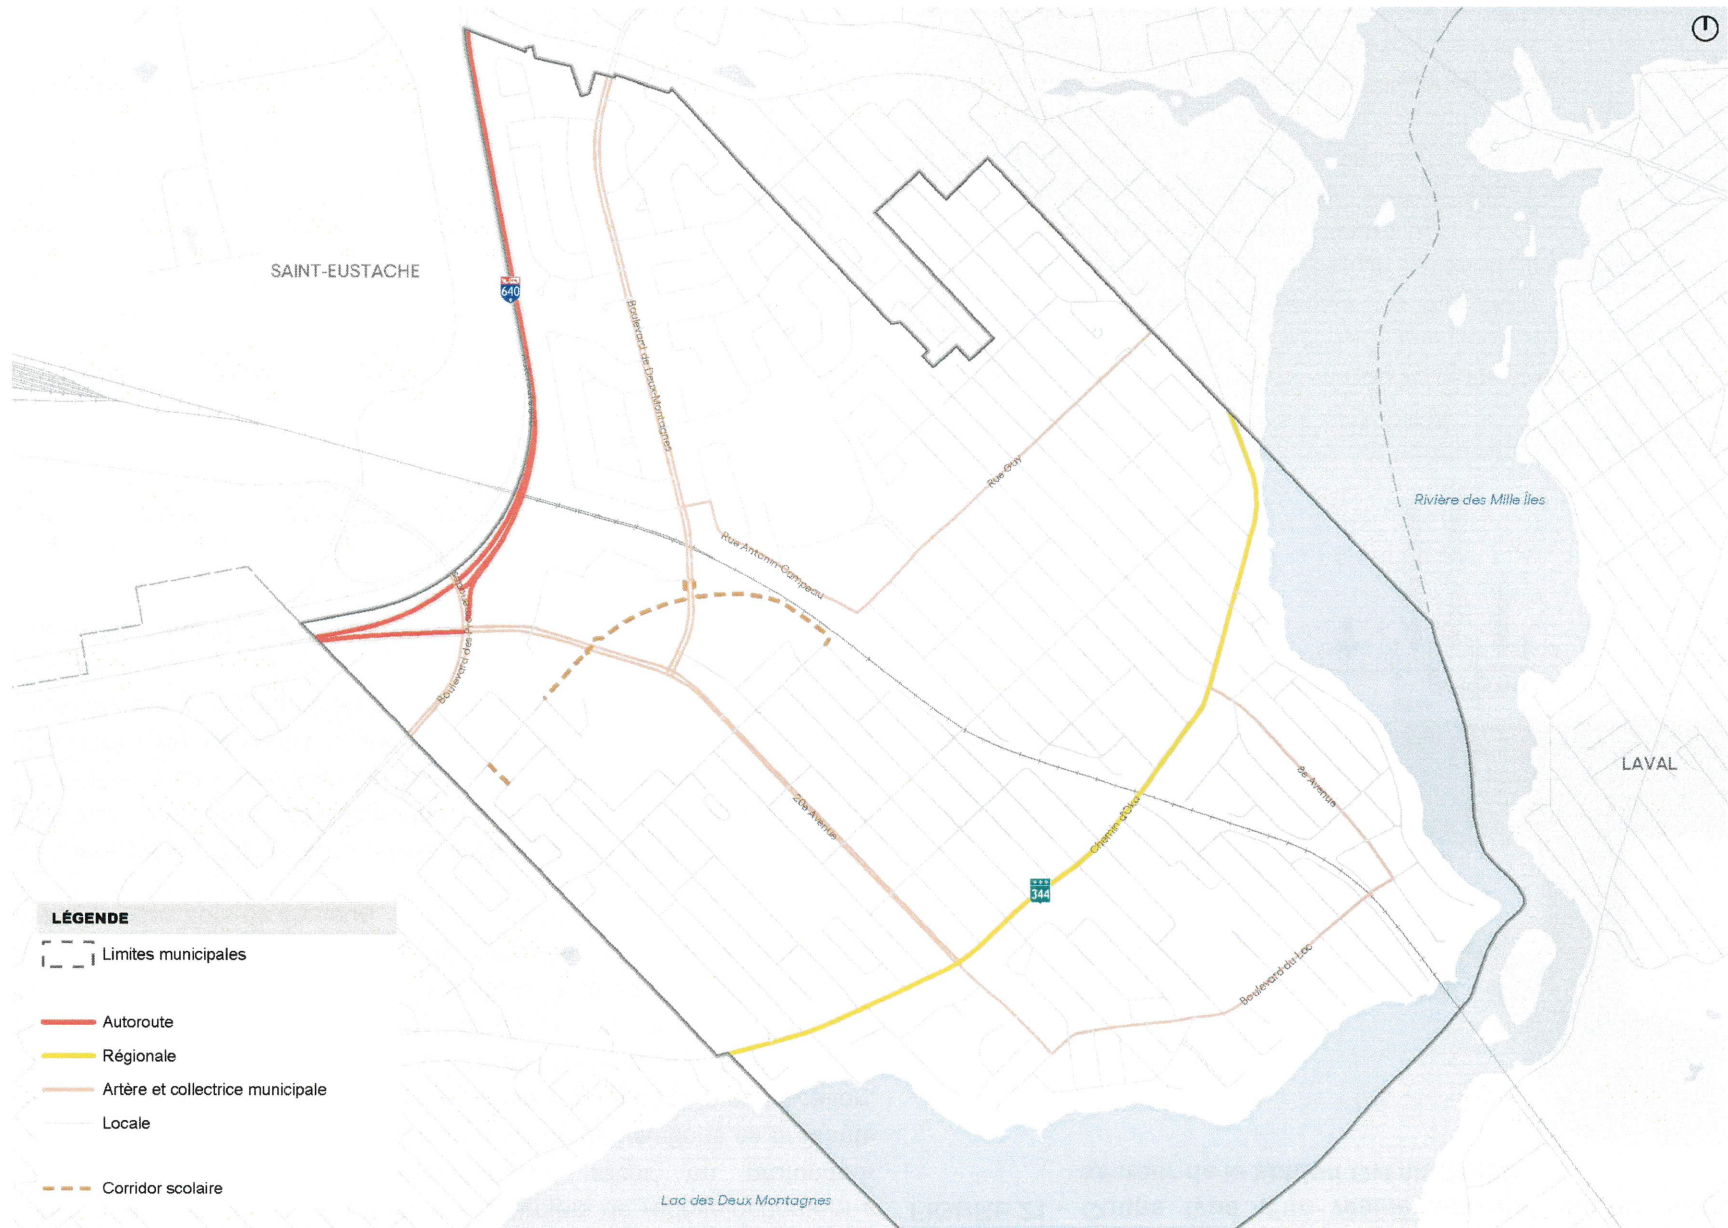 SAINT-EUSTACHE
640
Boulevard de Deux-Montagnes
Rue Guy
Rivière des Mille Îles
Rue Antonin-Campeau
LAVAL
8e Avenue
20e Avenue
Chemin d'Oka
344
Boulevard du Lac
Lac des Deux Montagnes
LÉGENDE
Limites municipales
Autoroute
Régionale
Artère et collectrice municipale
Locale
Corridor scolaire